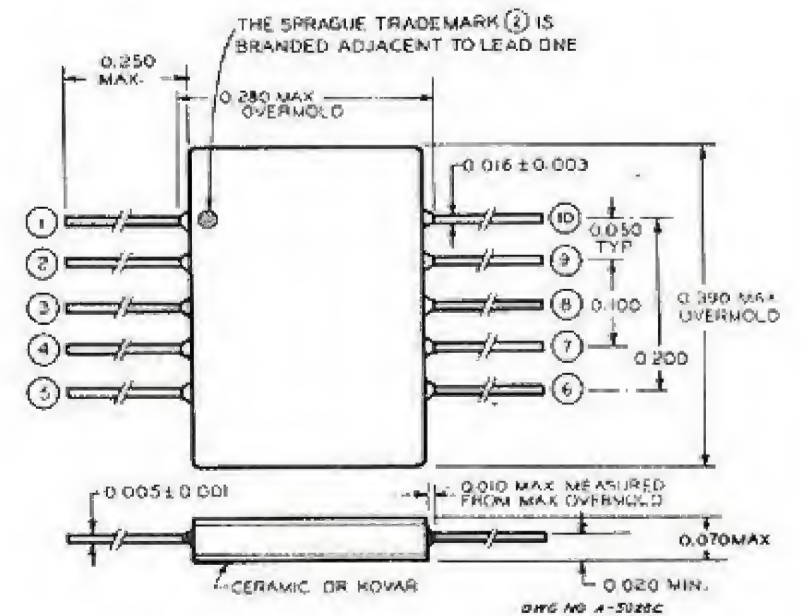 THE SPRAGUE TRADEMARK ② IS
BRANDED ADJACENT TO LEAD ONE
0.250
MAX.
0.280 MAX
OVERMOLD
0.016 ± 0.003
①
②
③
④
⑤
⑩
⑨
⑧
⑦
⑥
0.050
TYP
0.100
0.200
0.390 MAX
OVERMOLD
0.005 ± 0.001
0.010 MAX MEASURED
FROM MAX OVERMOLD
0.070 MAX
CERAMIC OR KOVAR
0.020 MIN.
DWG NO A-5028C